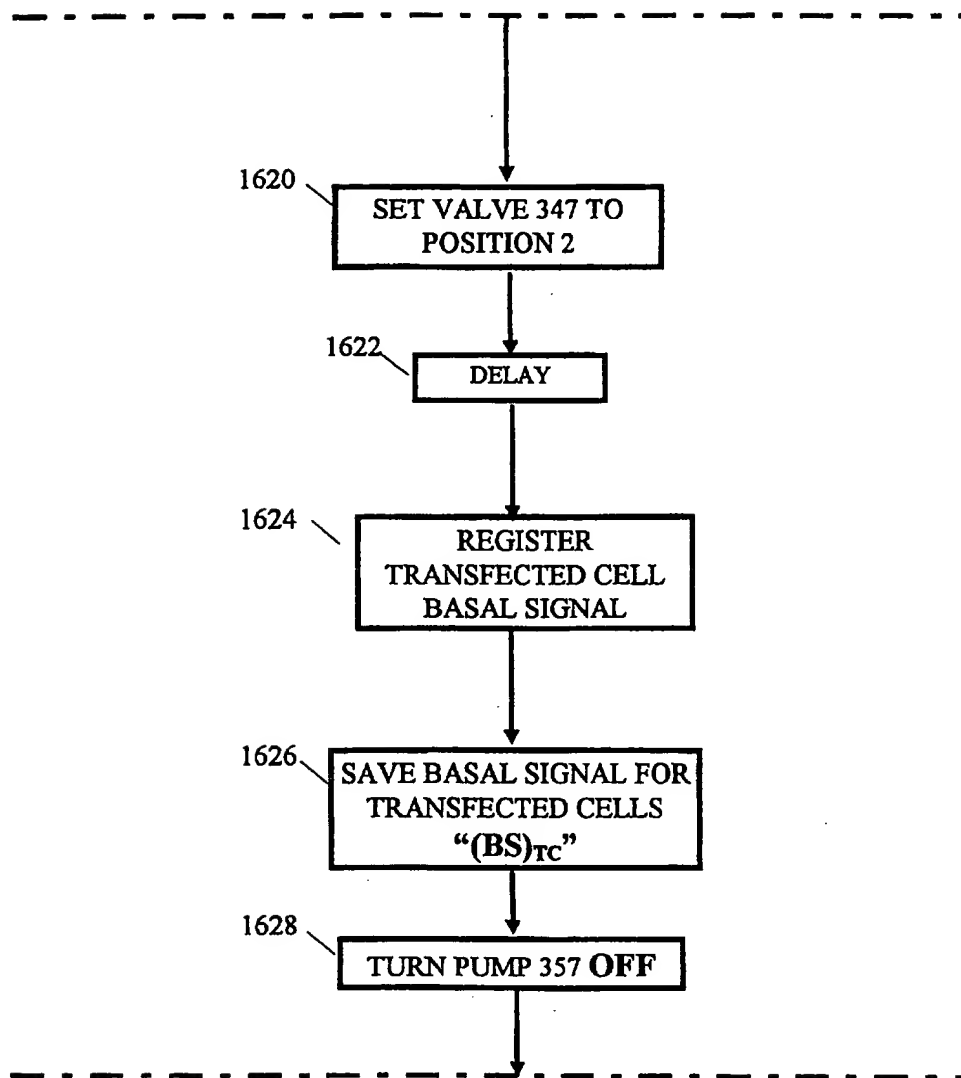 1620
SET VALVE 347 TO
POSITION 2
1622
DELAY
1624
REGISTER
TRANSFECTED CELL
BASAL SIGNAL
1626
SAVE BASAL SIGNAL FOR
TRANSFECTED CELLS
“(BS)TC”
1628
TURN PUMP 357 OFF